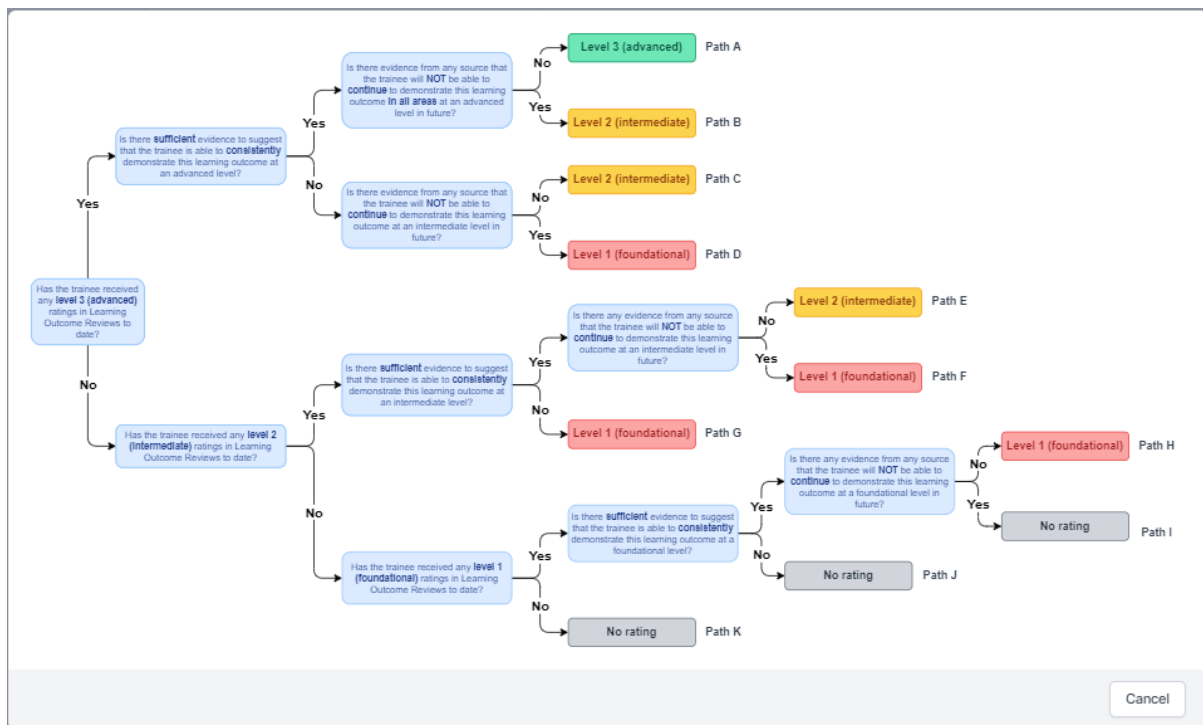 Level 3 (advanced)
Path A
No
Is there evidence from any source that
the trainee will NOT be able to
continue to demonstrate this learning
outcome in all areas at an advanced
level in future?
Yes
Level 2 (intermediate)
Path B
Yes
Is there sufficient evidence to suggest
that the trainee is able to consistently
demonstrate this learning outcome at
an advanced level?
No
Level 2 (intermediate)
Path C
No
Is there evidence from any source that
the trainee will NOT be able to
continue to demonstrate this learning
outcome at an intermediate level in
future?
Yes
Level 1 (foundational)
Path D
Yes
Has the trainee received
any level 3 (advanced)
ratings in Learning
Outcome Reviews to
date?
No
Level 2 (intermediate)
Path E
No
Is there any evidence from any source
that the trainee will NOT be able to
continue to demonstrate this learning
outcome at an intermediate level in
future?
Yes
Level 1 (foundational)
Path F
Yes
Is there sufficient evidence to suggest
that the trainee is able to consistently
demonstrate this learning outcome at
an intermediate level?
No
Level 1 (foundational)
Path G
Yes
Has the trainee received any level 2
(intermediate) ratings in Learning
Outcome Reviews to date?
No
Level 1 (foundational)
Path H
No
Is there any evidence from any source
that the trainee will NOT be able to
continue to demonstrate this learning
outcome at a foundational level in
future?
Yes
No rating
Path I
Yes
Is there sufficient evidence to suggest
that the trainee is able to consistently
demonstrate this learning outcome at a
foundational level?
No
No rating
Path J
Yes
Has the trainee received any level 1
(foundational) ratings in Learning
Outcome Reviews to date?
No
No rating
Path K
Cancel